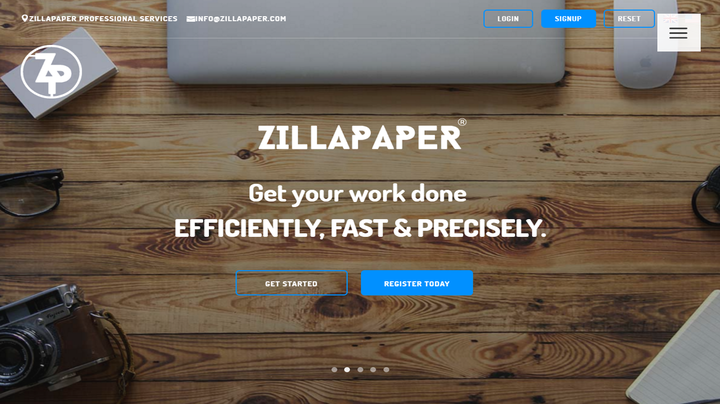 ZILLAPAPER PROFESSIONAL SERVICES INFO@ZILLAPAPER.COM LOGIN SIGNUP RESET
ZP
ZILLAPAPER®
Get your work done
EFFICIENTLY, FAST & PRECISELY.
GET STARTED REGISTER TODAY